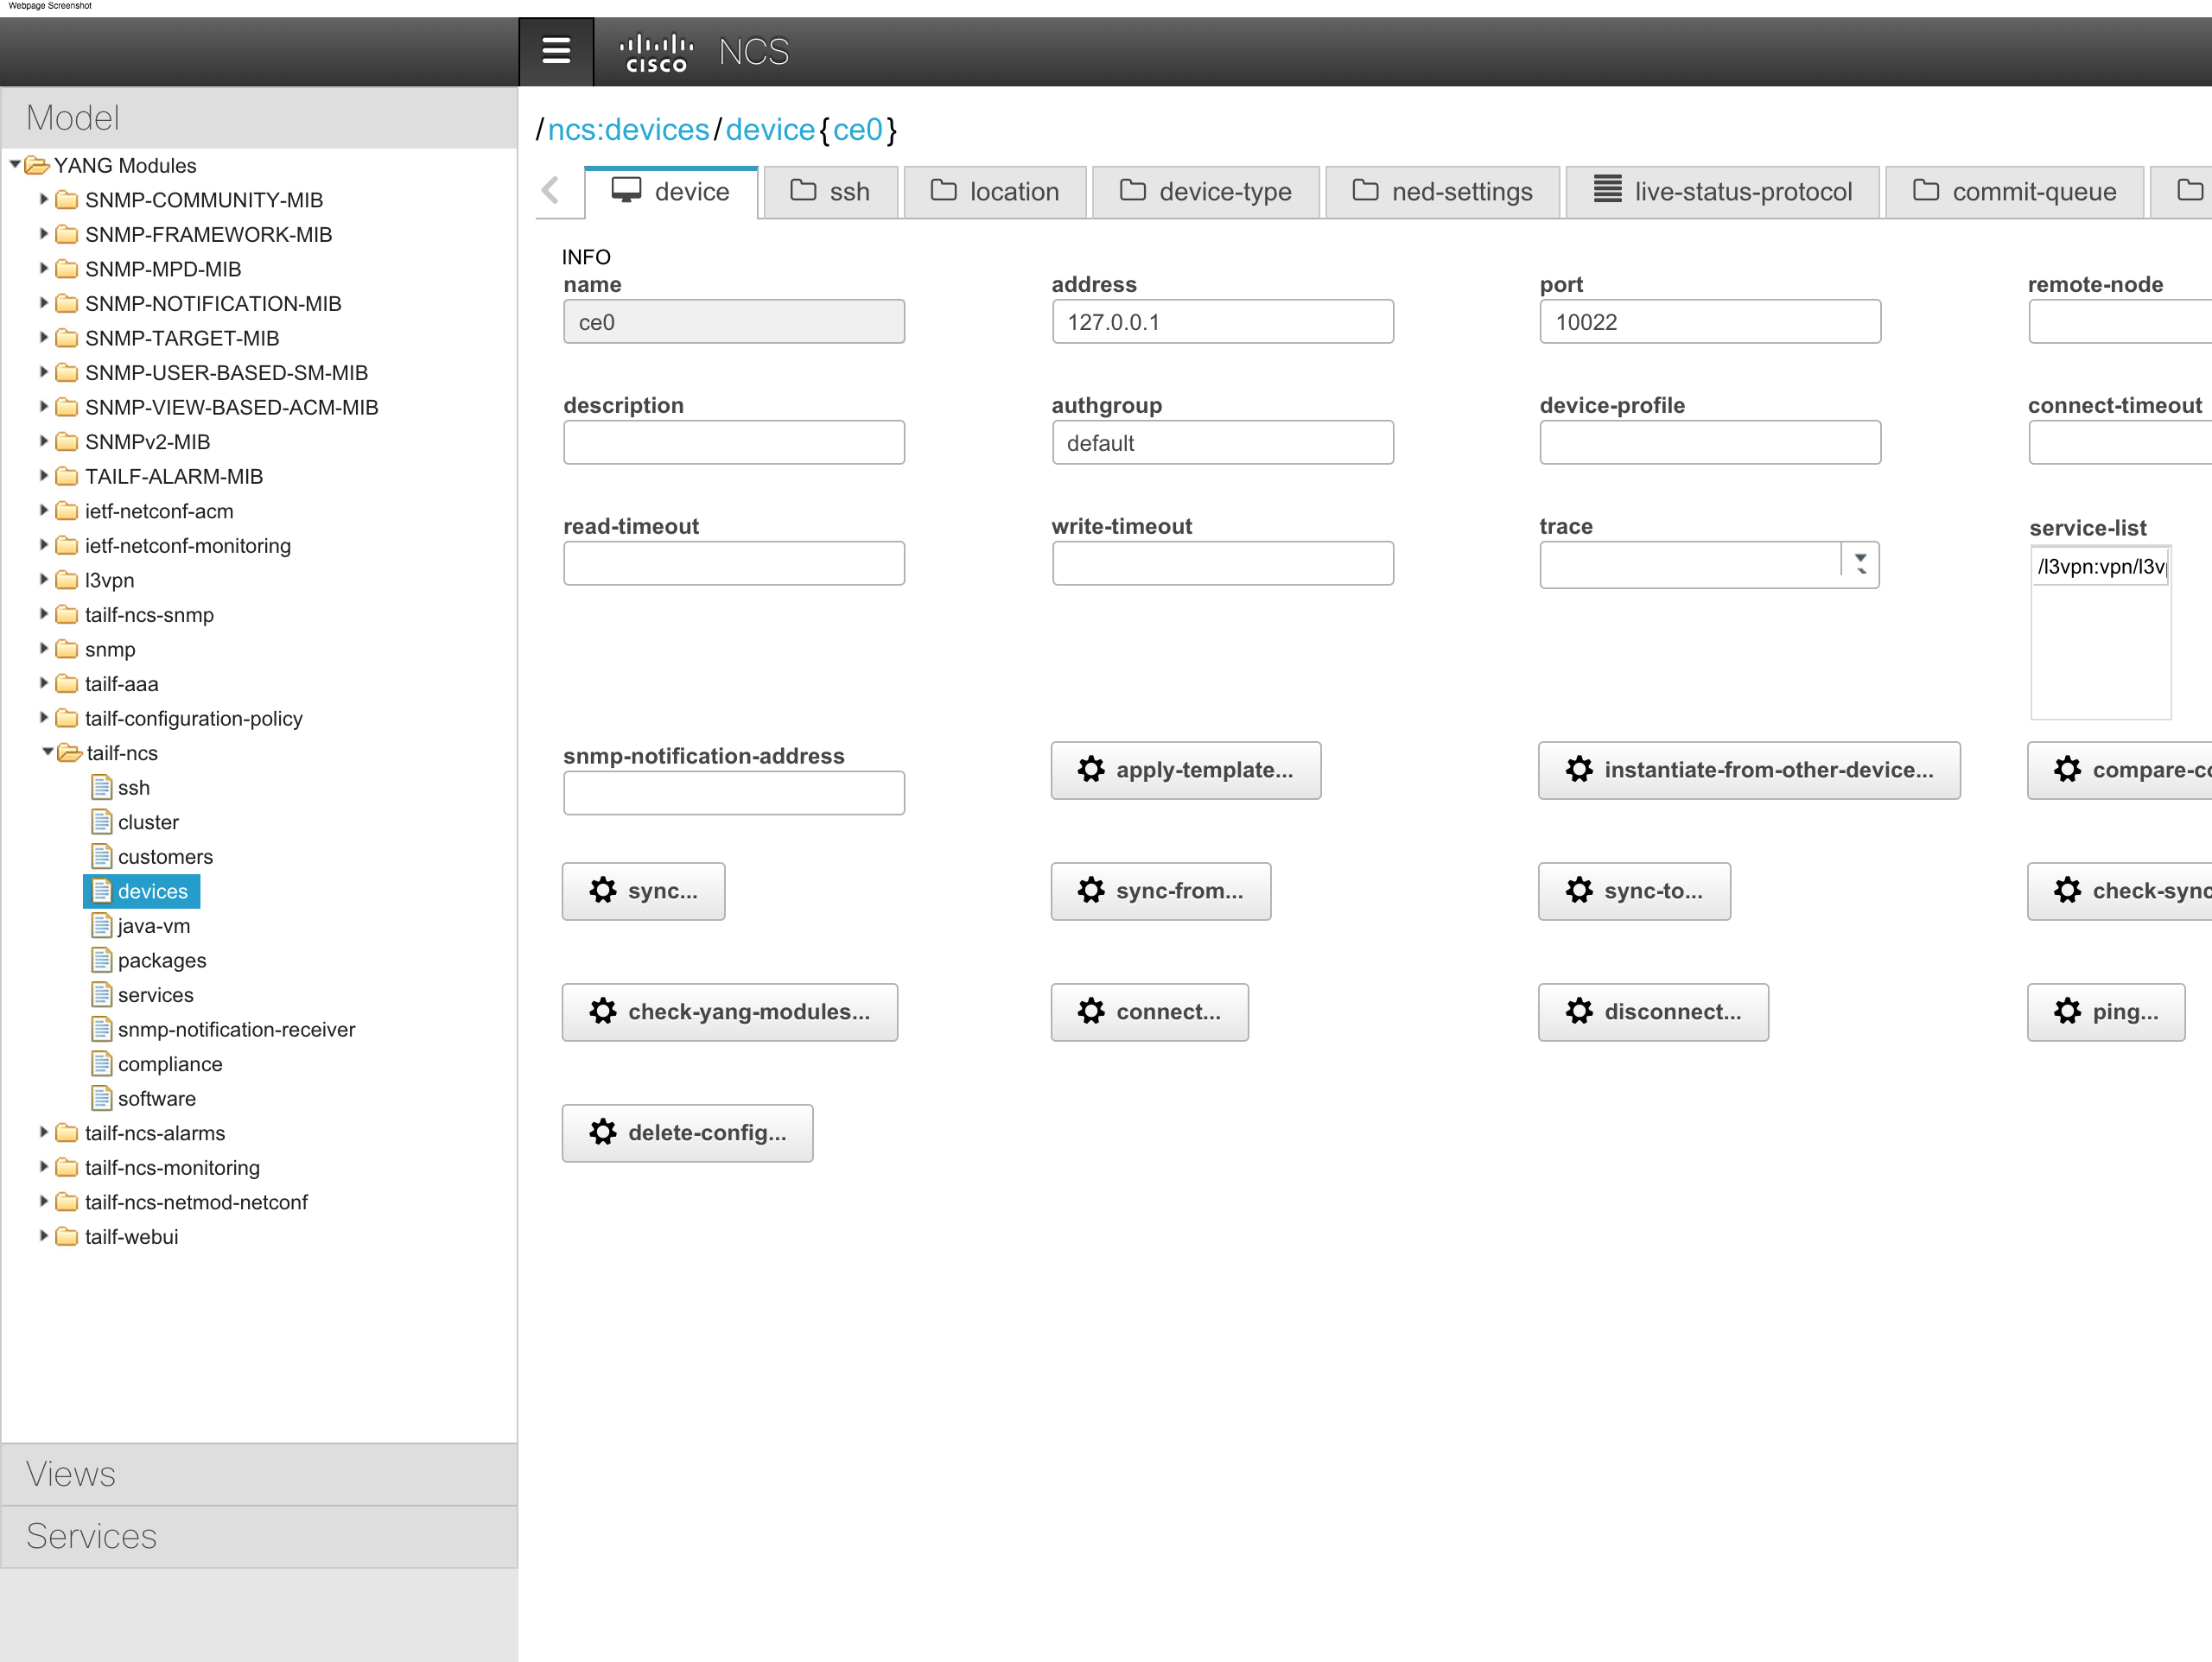 Webpage Screenshot
CISCO NCS
Model
YANG Modules
SNMP-COMMUNITY-MIB
SNMP-FRAMEWORK-MIB
SNMP-MPD-MIB
SNMP-NOTIFICATION-MIB
SNMP-TARGET-MIB
SNMP-USER-BASED-SM-MIB
SNMP-VIEW-BASED-ACM-MIB
SNMPv2-MIB
TAILF-ALARM-MIB
ietf-netconf-acm
ietf-netconf-monitoring
l3vpn
tailf-ncs-snmp
snmp
tailf-aaa
tailf-configuration-policy
tailf-ncs
ssh
cluster
customers
devices
java-vm
packages
services
snmp-notification-receiver
compliance
software
tailf-ncs-alarms
tailf-ncs-monitoring
tailf-ncs-netmod-netconf
tailf-webui
Views
Services
/ncs:devices/device{ce0}
device ssh location device-type ned-settings live-status-protocol commit-queue
INFO
name address port remote-node
ce0 127.0.0.1 10022
description authgroup device-profile connect-timeout
default
read-timeout write-timeout trace service-list
/l3vpn:vpn/l3v
snmp-notification-address apply-template... instantiate-from-other-device... compare-c
sync... sync-from... sync-to... check-sync
check-yang-modules... connect... disconnect... ping...
delete-config...